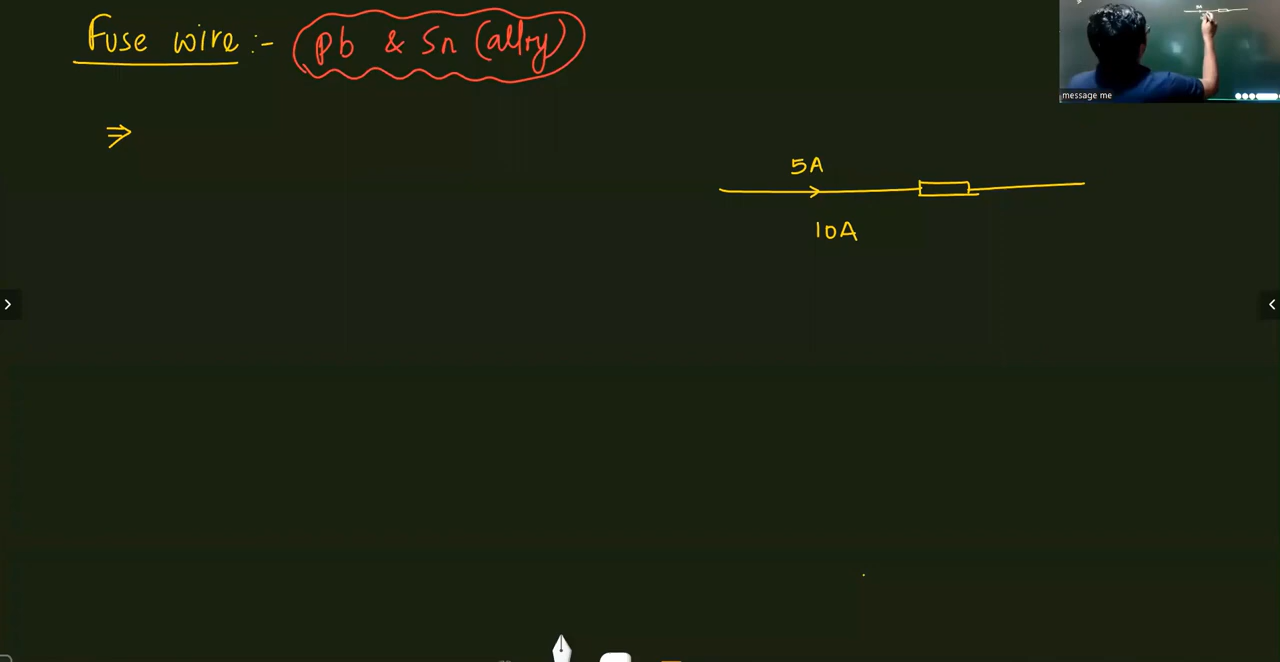 Fuse wire :- (Pb & Sn (alloy)
⇒
5A
10A
message me